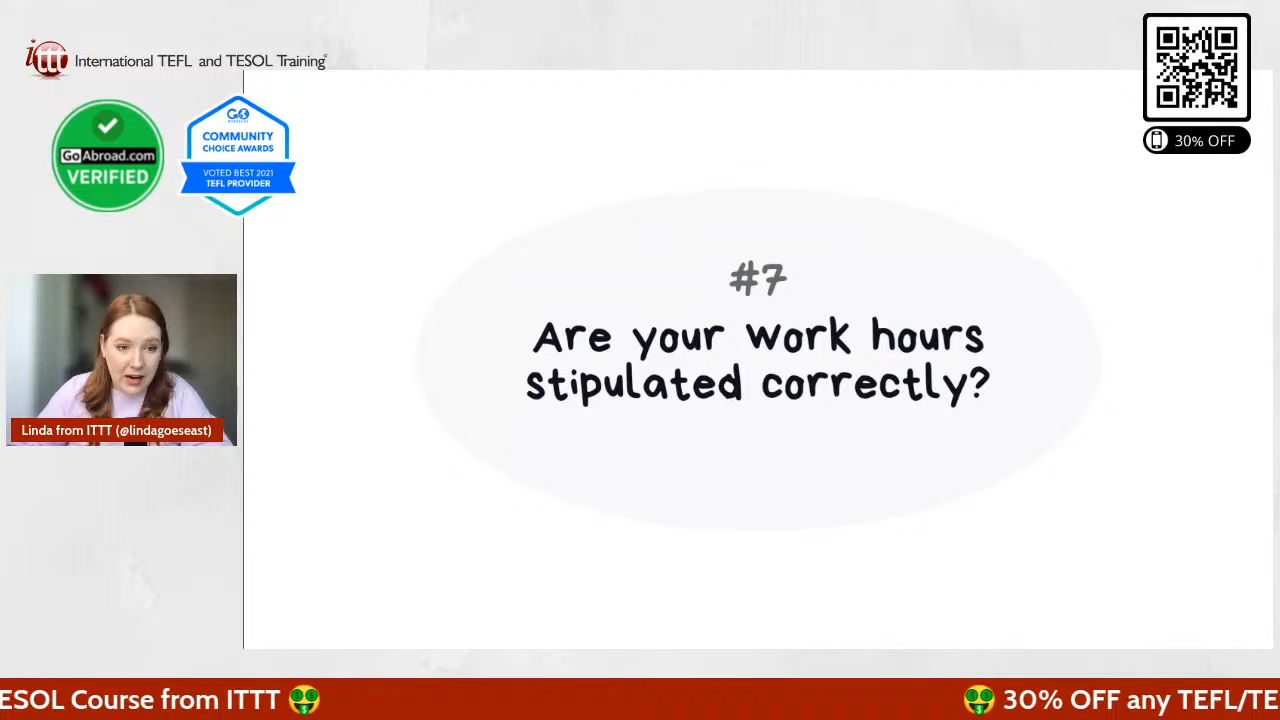 ittt International TEFL and TESOL Training
30% OFF
GoAbroad.com
VERIFIED
GO
COMMUNITY
CHOICE AWARDS
VOTED BEST 2021
TEFL PROVIDER
#7
Are your work hours
stipulated correctly?
Linda from ITTT (@lindagoeseast)
ESOL Course from ITTT 🤑 🤑 30% OFF any TEFL/TE